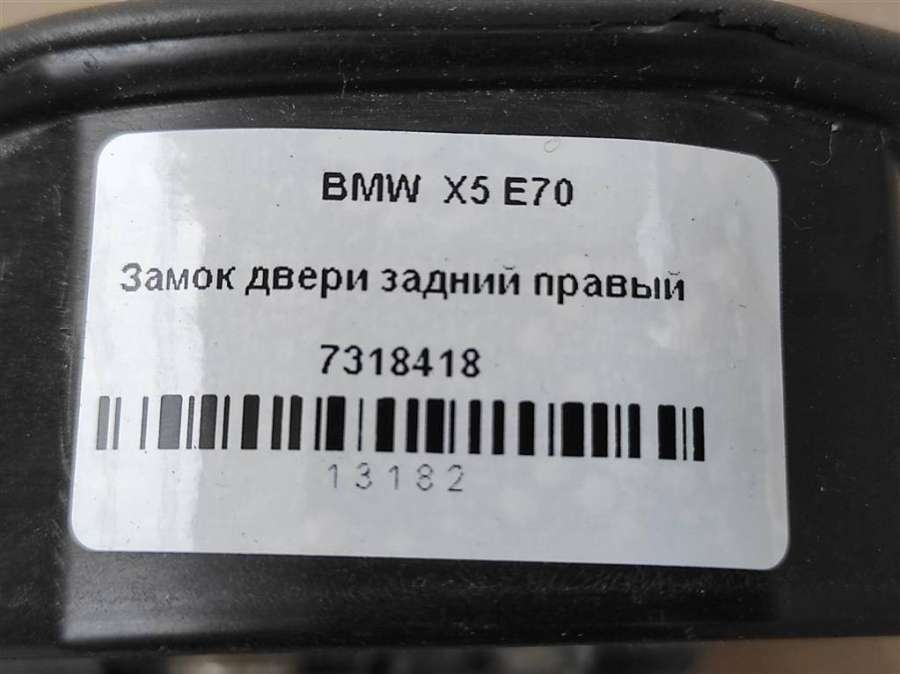 BMW X5 E70
Замок двери задний правый
7318418
13182